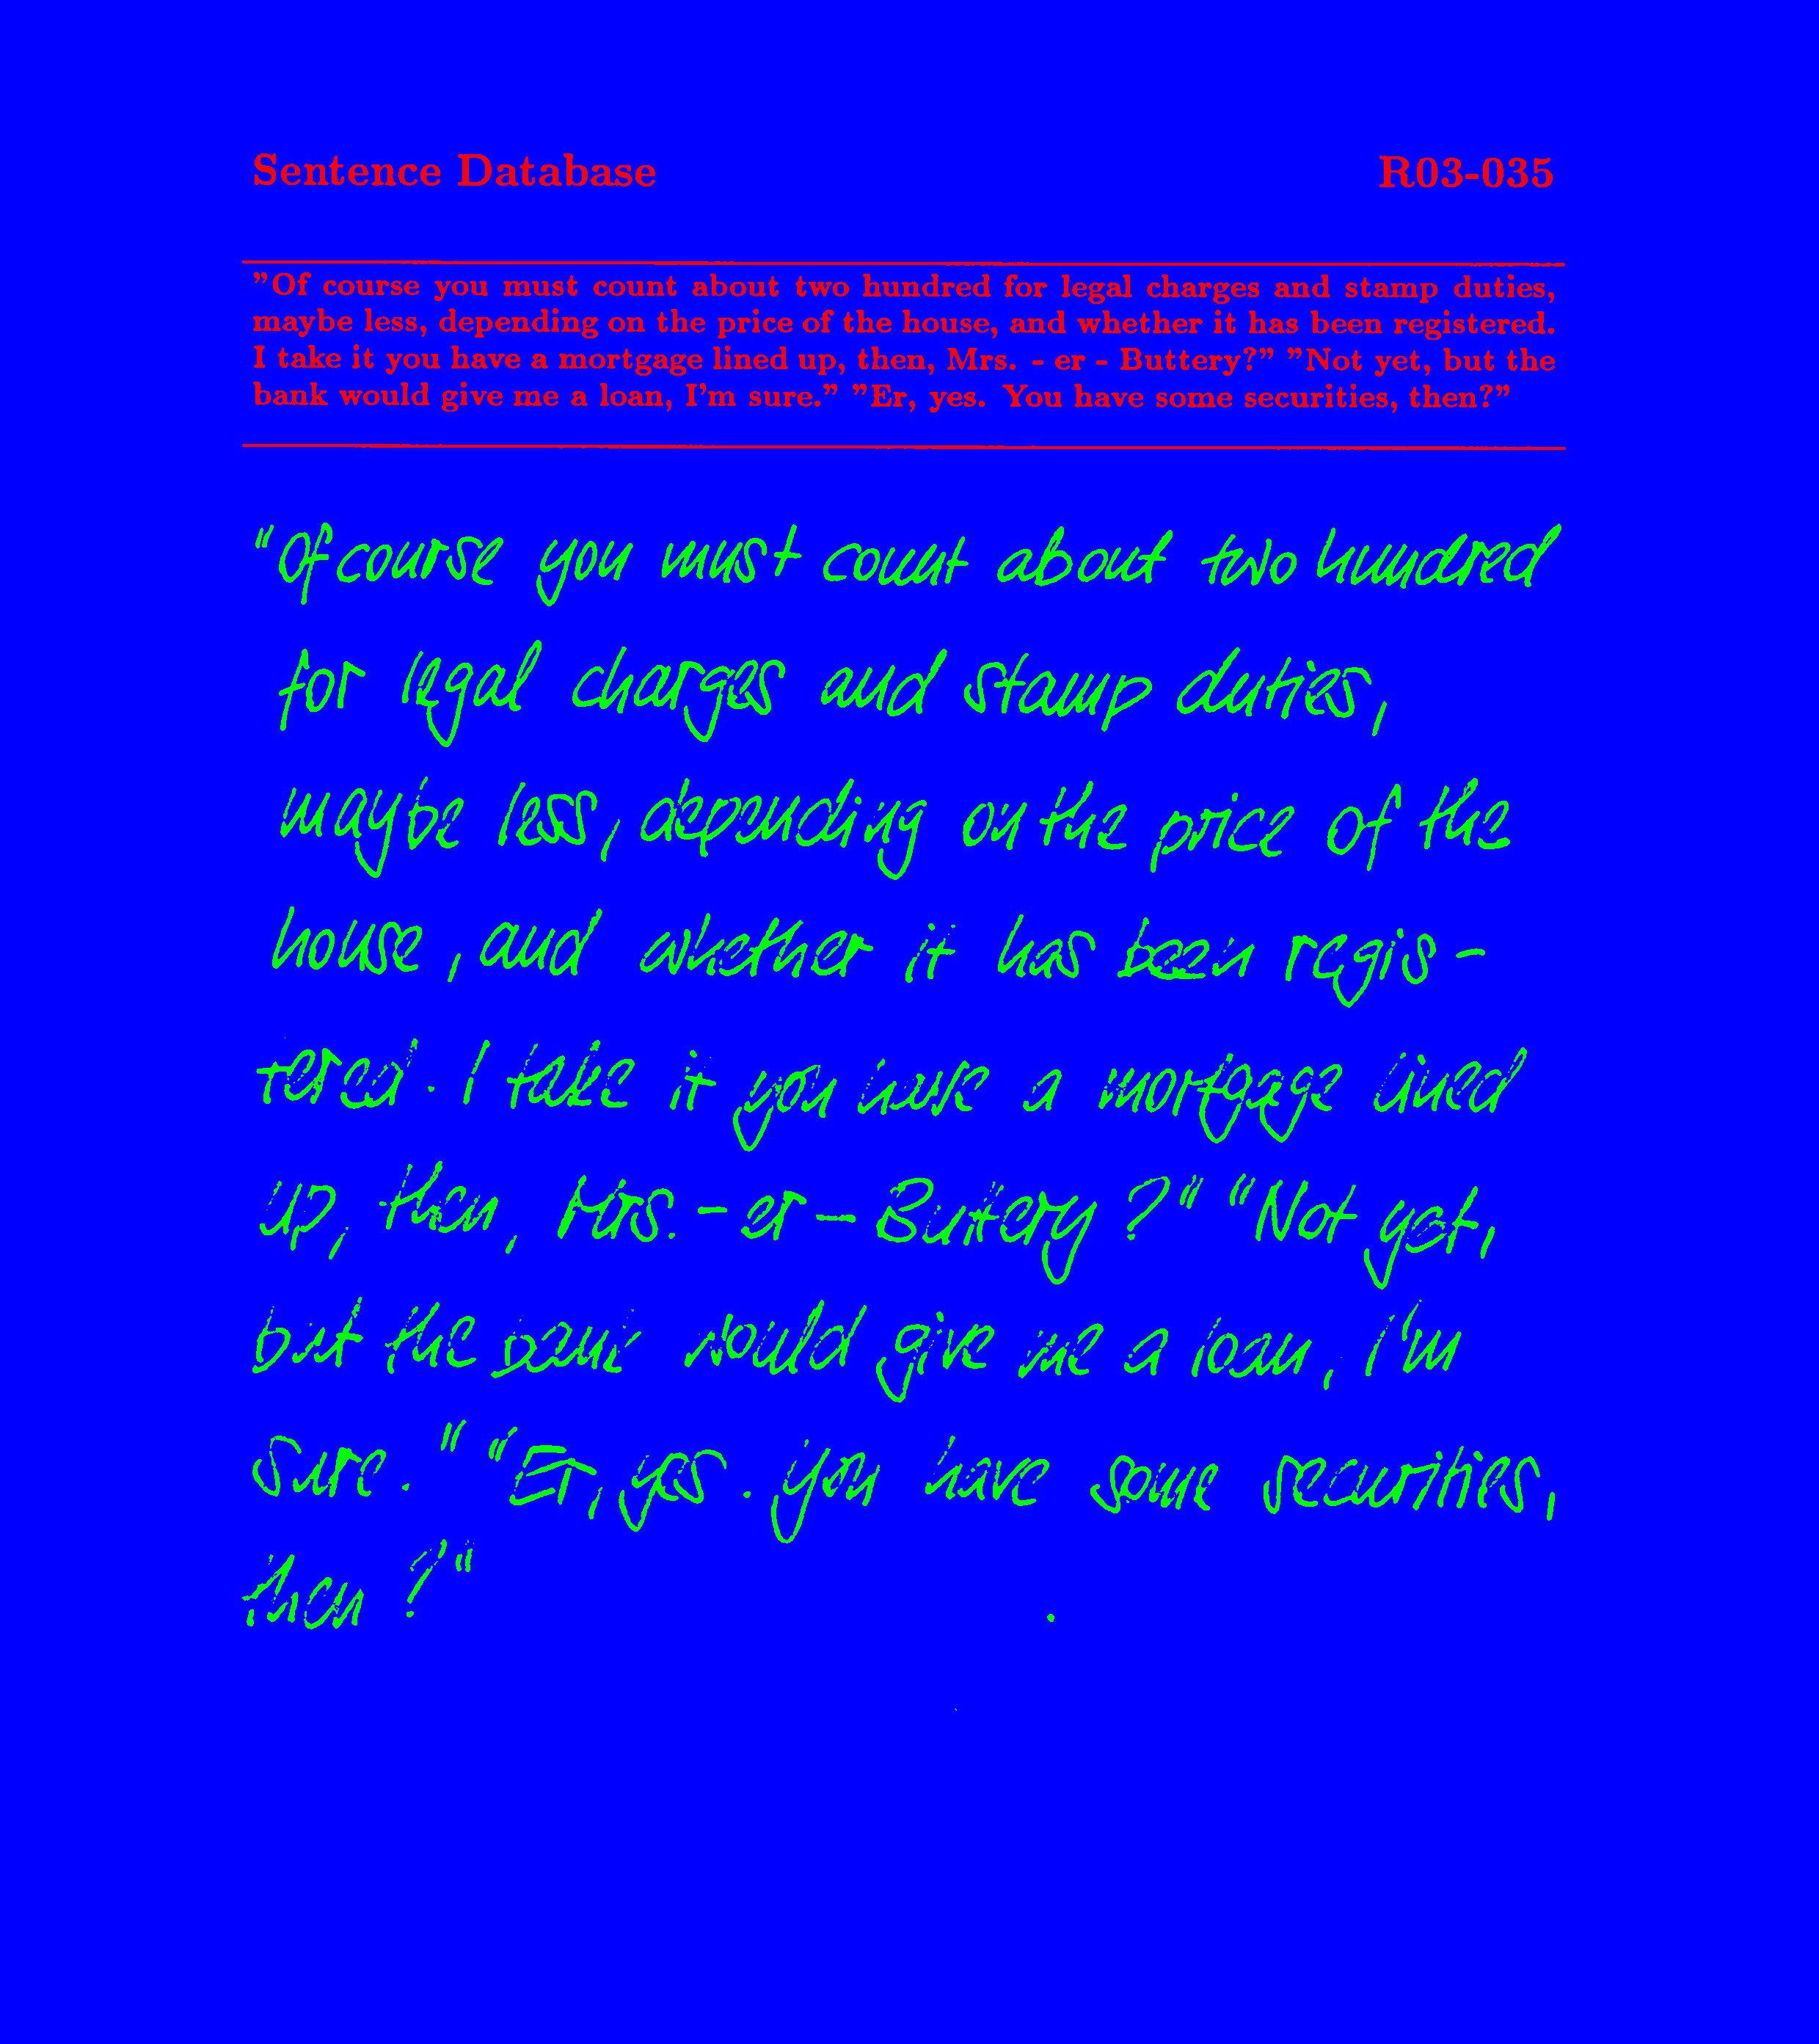 Sentence Database R03-035
"Of course you must count about two hundred for legal charges and stamp duties,
maybe less, depending on the price of the house, and whether it has been registered.
I take it you have a mortgage lined up, then, Mrs. - er - Buttery?" "Not yet, but the
bank would give me a loan, I'm sure." "Er, yes. You have some securities, then?"
"Of course you must count about two hundred
for legal charges and stamp duties,
maybe less, depending on the price of the
house, and whether it has been regis-
tered. I take it you have a mortgage lined
up, then, Mrs. - er - Buttery?" "Not yet,
but the bank would give me a loan, I'm
sure." "Er, yes. You have some securities,
then?"